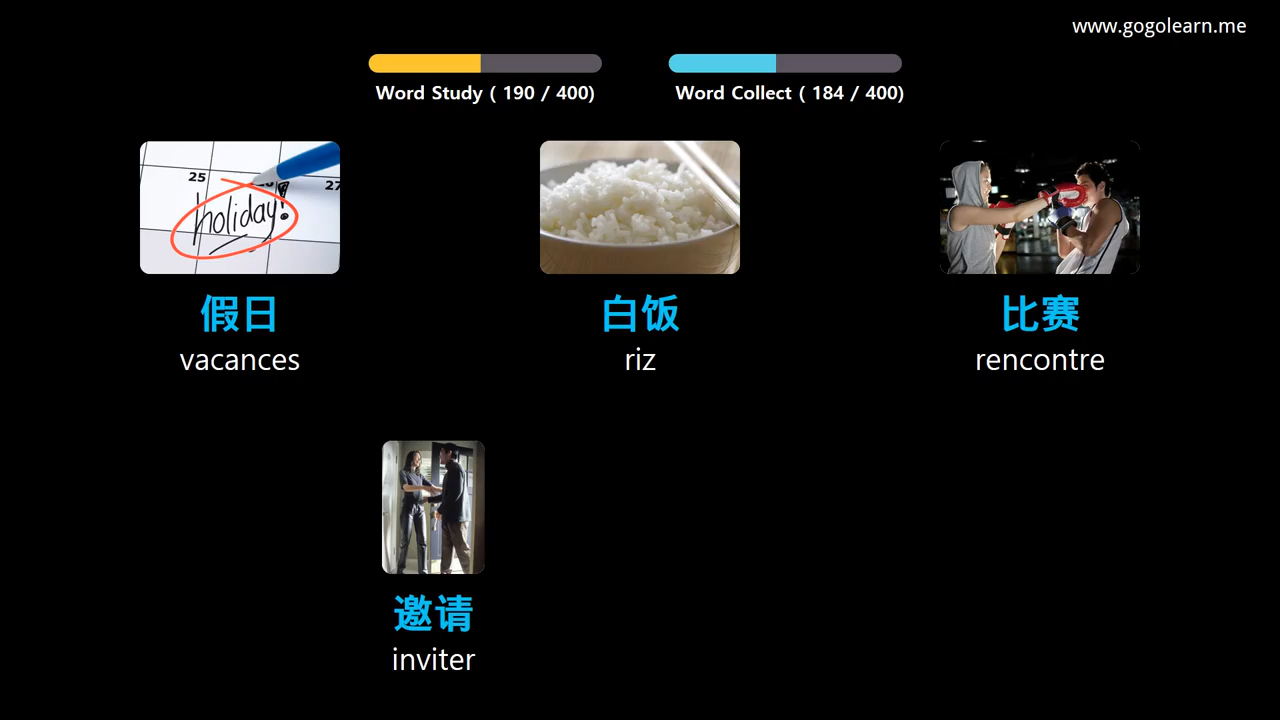 www.gogolearn.me
Word Study ( 190 / 400)
Word Collect ( 184 / 400)
25
27
holiday!
假日
vacances
白饭
riz
比赛
rencontre
邀请
inviter